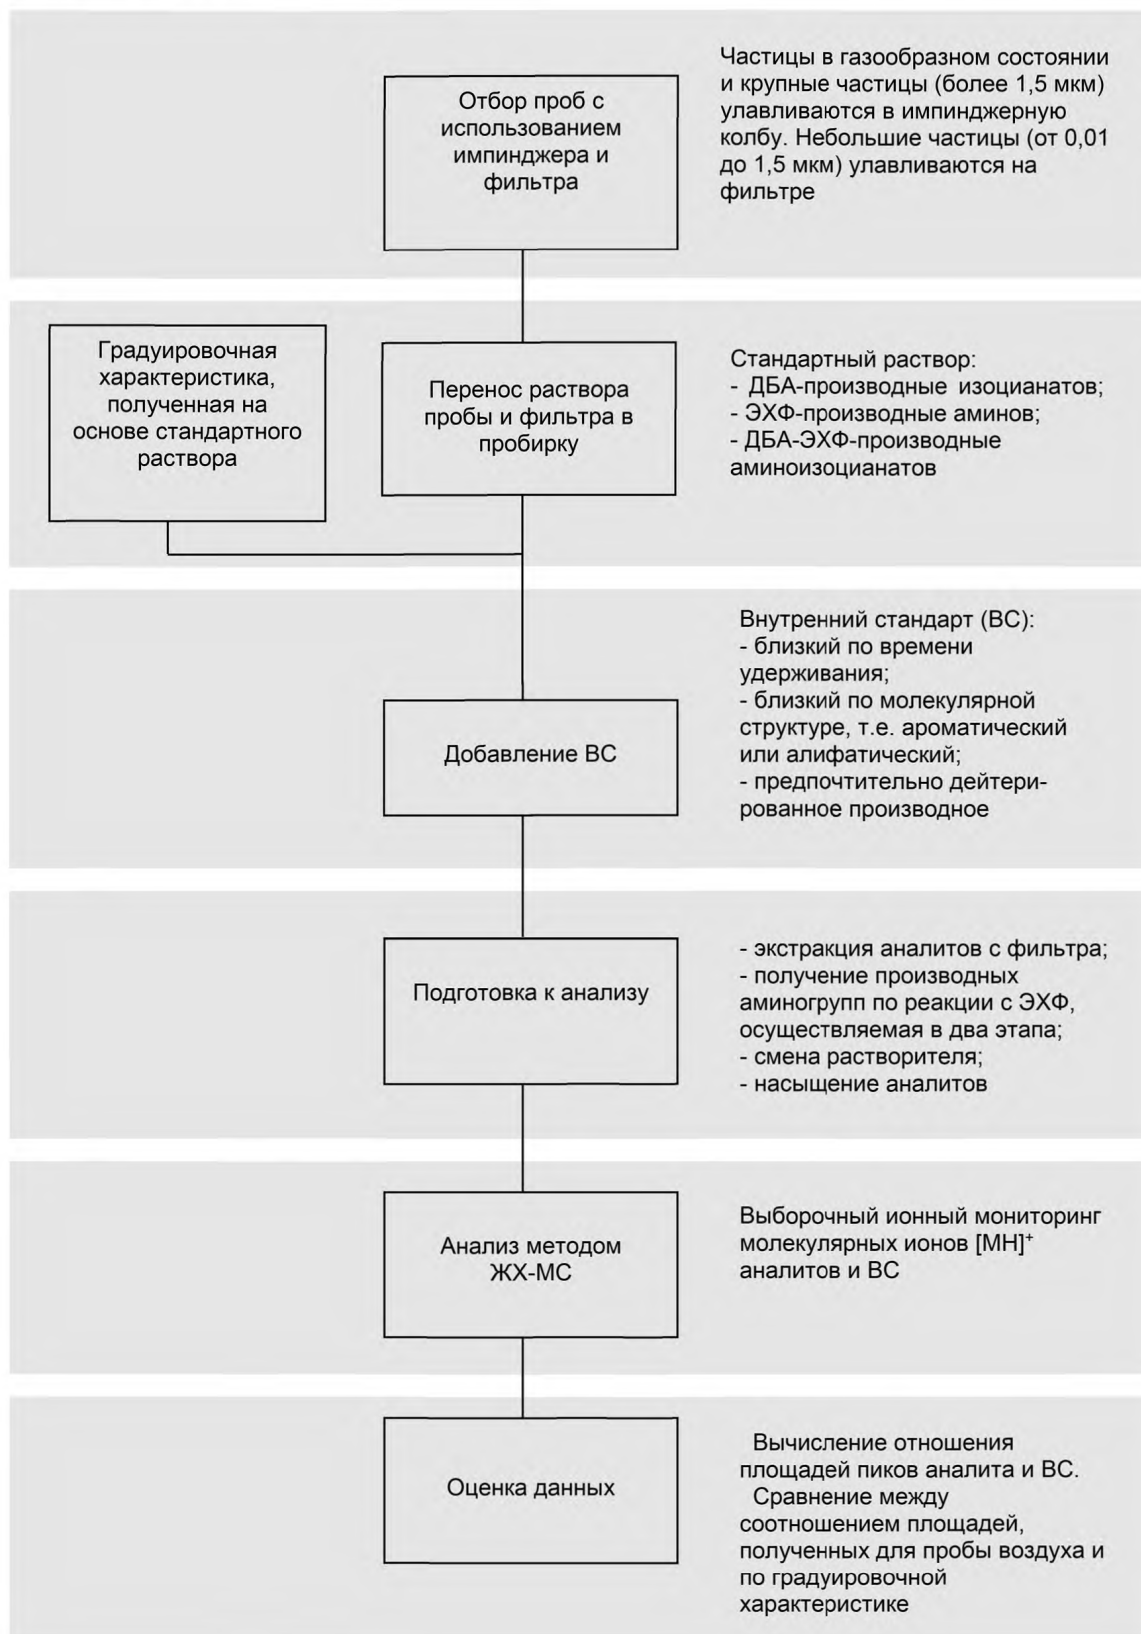 Отбор проб с
использованием
импинджера и
фильтра
Частицы в газообразном состоянии
и крупные частицы (более 1,5 мкм)
улавливаются в импинджерную
колбу. Небольшие частицы (от 0,01
до 1,5 мкм) улавливаются на
фильтре
Градуировочная
характеристика,
полученная на
основе стандартного
раствора
Перенос раствора
пробы и фильтра в
пробирку
Стандартный раствор:
- ДБА-производные изоцианатов;
- ЭХФ-производные аминов;
- ДБА-ЭХФ-производные
аминоизоцианатов
Добавление ВС
Внутренний стандарт (ВС):
- близкий по времени
удерживания;
- близкий по молекулярной
структуре, т.е. ароматический
или алифатический;
- предпочтительно дейтери-
рованное производное
Подготовка к анализу
- экстракция аналитов с фильтра;
- получение производных
аминогрупп по реакции с ЭХФ,
осуществляемая в два этапа;
- смена растворителя;
- насыщение аналитов
Анализ методом
ЖХ-МС
Выборочный ионный мониторинг
молекулярных ионов [МН]⁺
аналитов и ВС
Оценка данных
Вычисление отношения
площадей пиков аналита и ВС.
Сравнение между
соотношением площадей,
полученных для пробы воздуха и
по градуировочной
характеристике